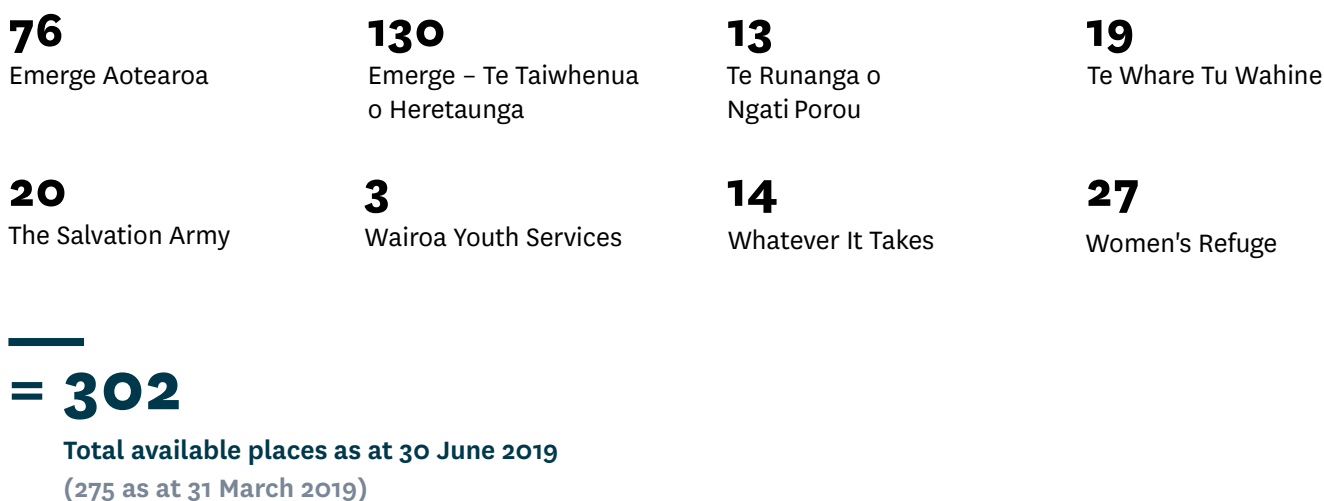 76
Emerge Aotearoa
130
Emerge – Te Taiwhenua
o Heretaunga
13
Te Runanga o
Ngati Porou
19
Te Whare Tu Wahine
20
The Salvation Army
3
Wairoa Youth Services
14
Whatever It Takes
27
Women's Refuge
= 302
Total available places as at 30 June 2019
(275 as at 31 March 2019)